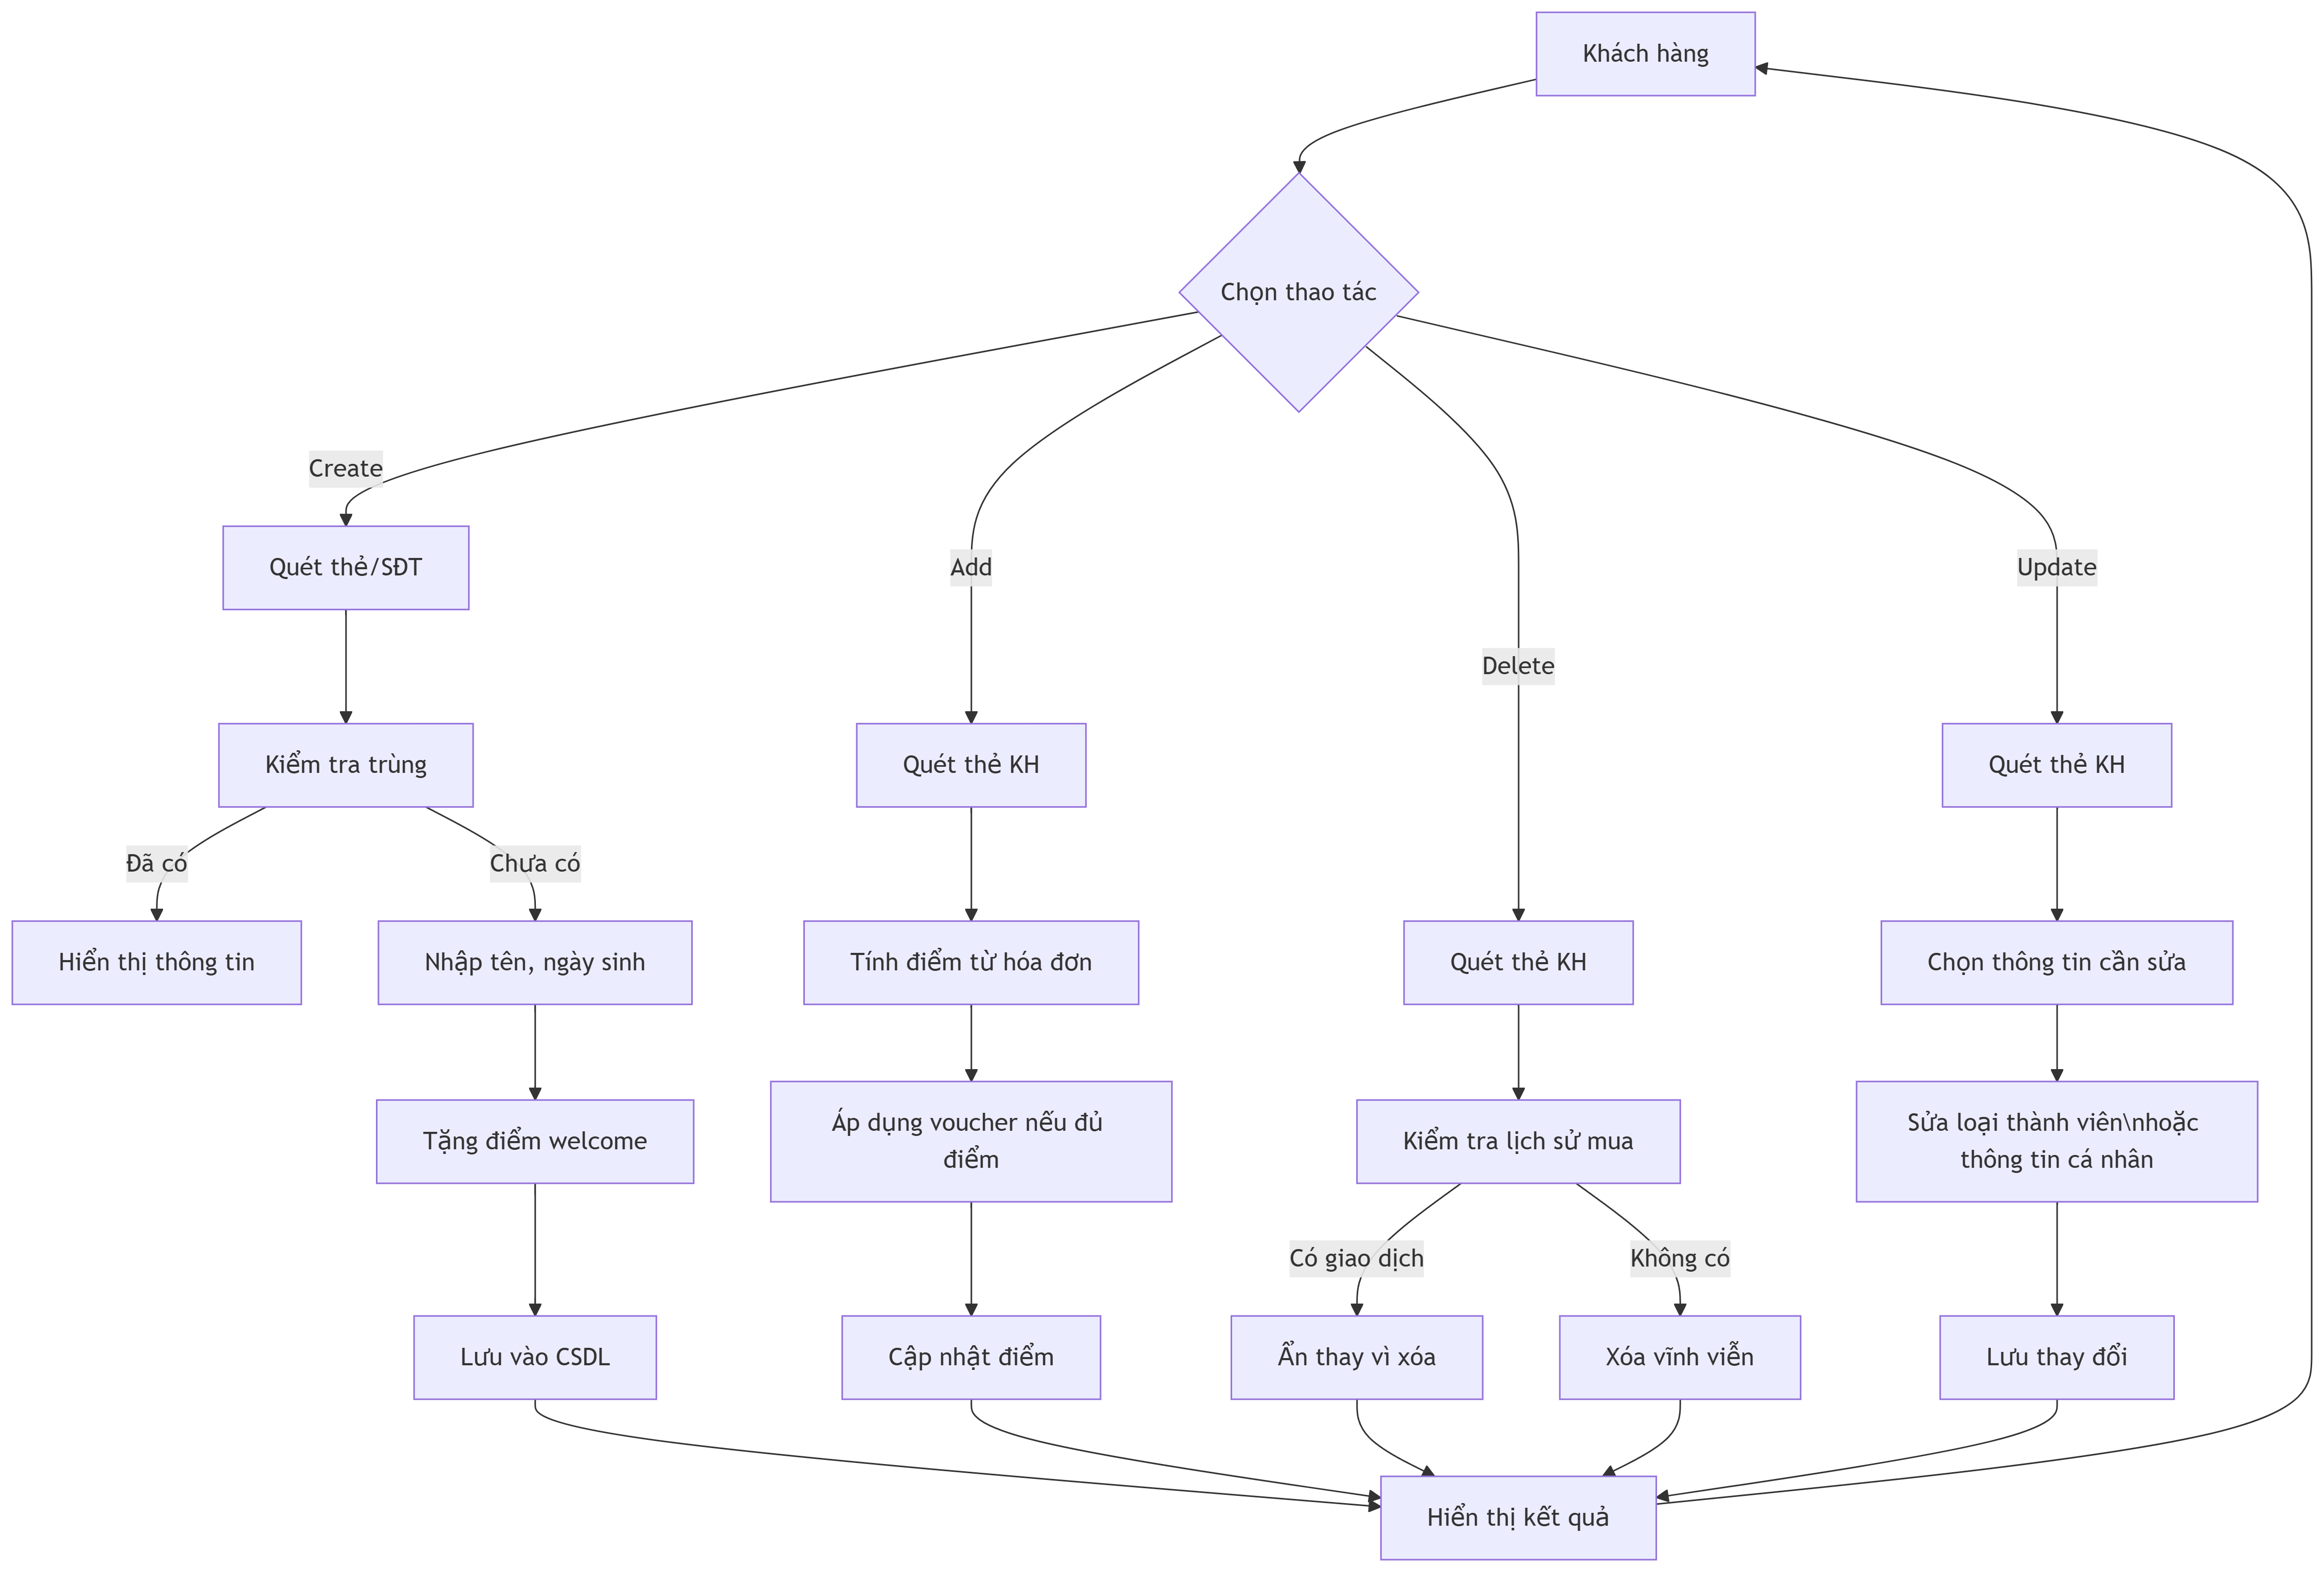 Khách hàng
Chọn thao tác
Create
Quét thẻ/SĐT
Add
Update
Delete
Kiểm tra trùng
Quét thẻ KH
Quét thẻ KH
Đã có
Chưa có
Hiển thị thông tin
Nhập tên, ngày sinh
Tính điểm từ hóa đơn
Quét thẻ KH
Chọn thông tin cần sửa
Tặng điểm welcome
Áp dụng voucher nếu đủ
điểm
Kiểm tra lịch sử mua
Sửa loại thành viên\nhoặc
thông tin cá nhân
Có giao dịch
Không có
Lưu vào CSDL
Cập nhật điểm
Ẩn thay vì xóa
Xóa vĩnh viễn
Lưu thay đổi
Hiển thị kết quả